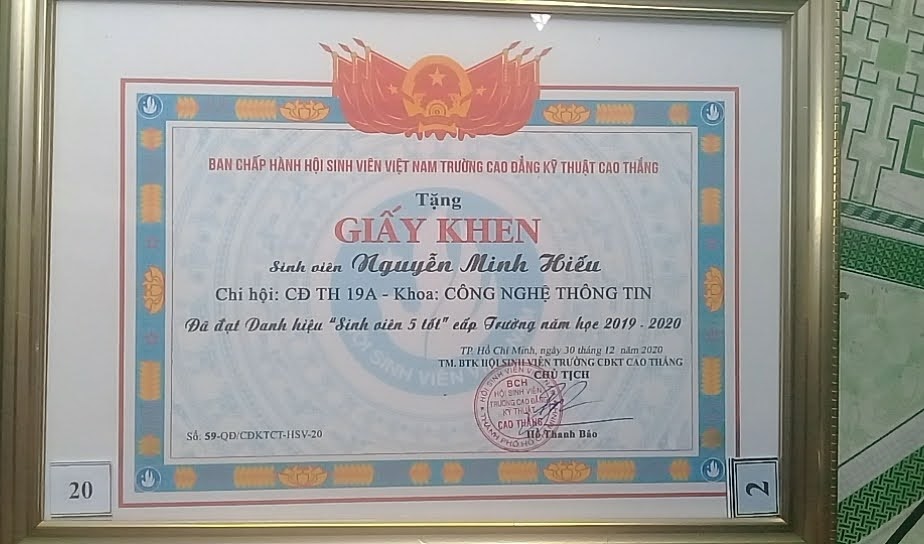 BAN CHẤP HÀNH HỘI SINH VIÊN VIỆT NAM TRƯỜNG CAO ĐẲNG KỸ THUẬT CAO THẮNG
Tặng
GIẤY KHEN
Sinh viên Nguyễn Minh Hiếu
Chi hội: CĐ TH 19A - Khoa: CÔNG NGHỆ THÔNG TIN
Đã đạt Danh hiệu "Sinh viên 5 tốt" cấp Trường năm học 2019 - 2020
TP. Hồ Chí Minh, ngày 30 tháng 12 năm 2020
TM. BTK HỘI SINH VIÊN TRƯỜNG CĐKT CAO THẮNG
CHỦ TỊCH
BCH
HỘI SINH VIÊN
TRƯỜNG CAO ĐẲNG
KỸ THUẬT
CAO THẮNG
Hồ Thanh Bảo
Số: 59-QĐ/CĐKTCT-HSV-20
HỘI SINH VIÊN
20
2